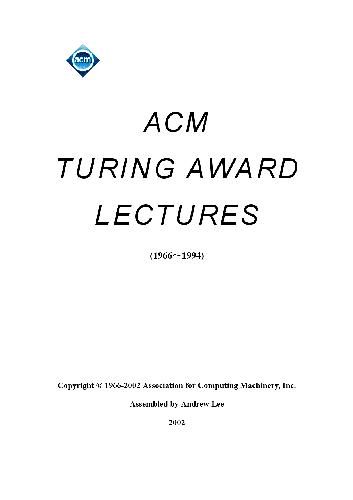 acm
ACM
TURING AWARD
LECTURES
(1966~1994)
Copyright © 1966-2002 Association for Computing Machinery, Inc.
Assembled by Andrew Lee
2002